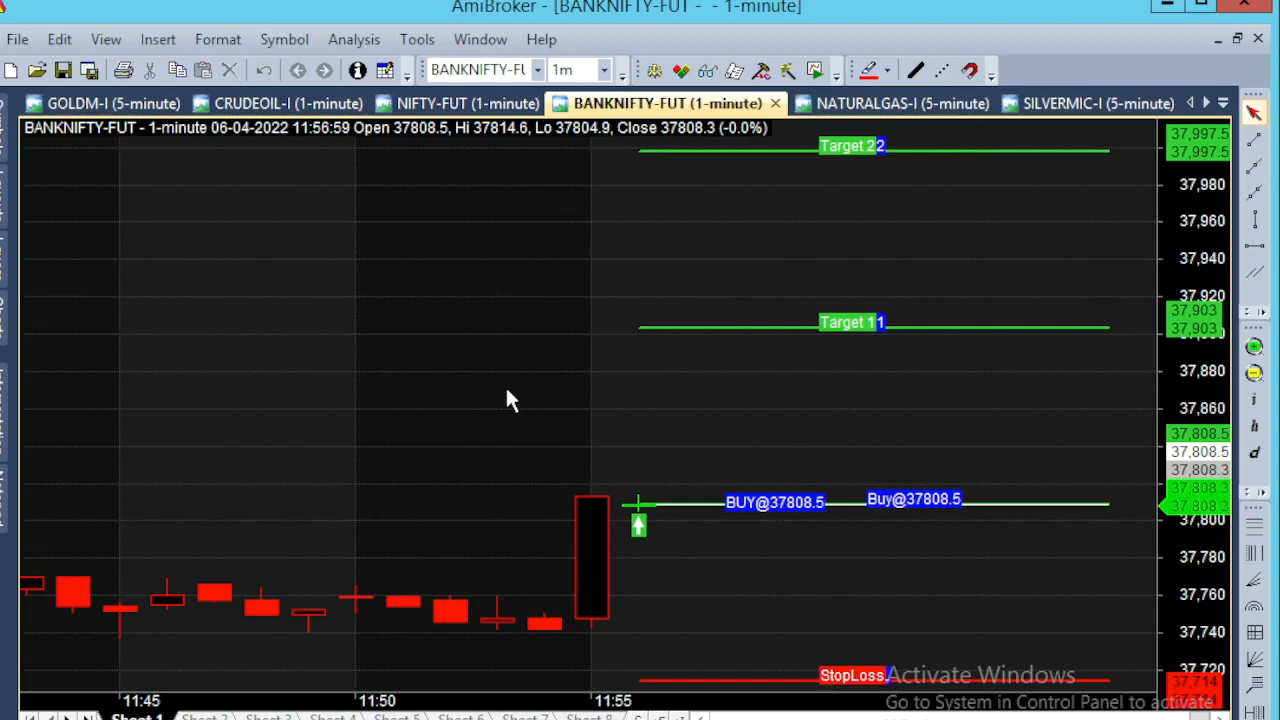 AmiBroker - [BANKNIFTY-FUT - - 1-minute]
File Edit View Insert Format Symbol Analysis Tools Window Help
BANKNIFTY-FU 1m
GOLDM-I (5-minute) CRUDEOIL-I (1-minute) NIFTY-FUT (1-minute) BANKNIFTY-FUT (1-minute) NATURALGAS-I (5-minute) SILVERMIC-I (5-minute)
BANKNIFTY-FUT - 1-minute 06-04-2022 11:56:59 Open 37808.5, Hi 37814.6, Lo 37804.9, Close 37808.3 (-0.0%)
37,997.5
Target 22
37,997.5
37,980
37,960
37,940
37,920
37,903
Target 11
37,903
37,880
37,860
37,808.5
37,808.5
37,808.3
37,808.3
BUY@37808.5 Buy@37808.5
37,808.3
37,800
37,780
37,760
37,740
37,720
StopLoss
37,714
Activate Windows
11:45 11:50 11:55
Go to System in Control Panel to activate
Sheet 1 Sheet 2 Sheet 3 Sheet 4 Sheet 5 Sheet 6 Sheet 7 Sheet 8